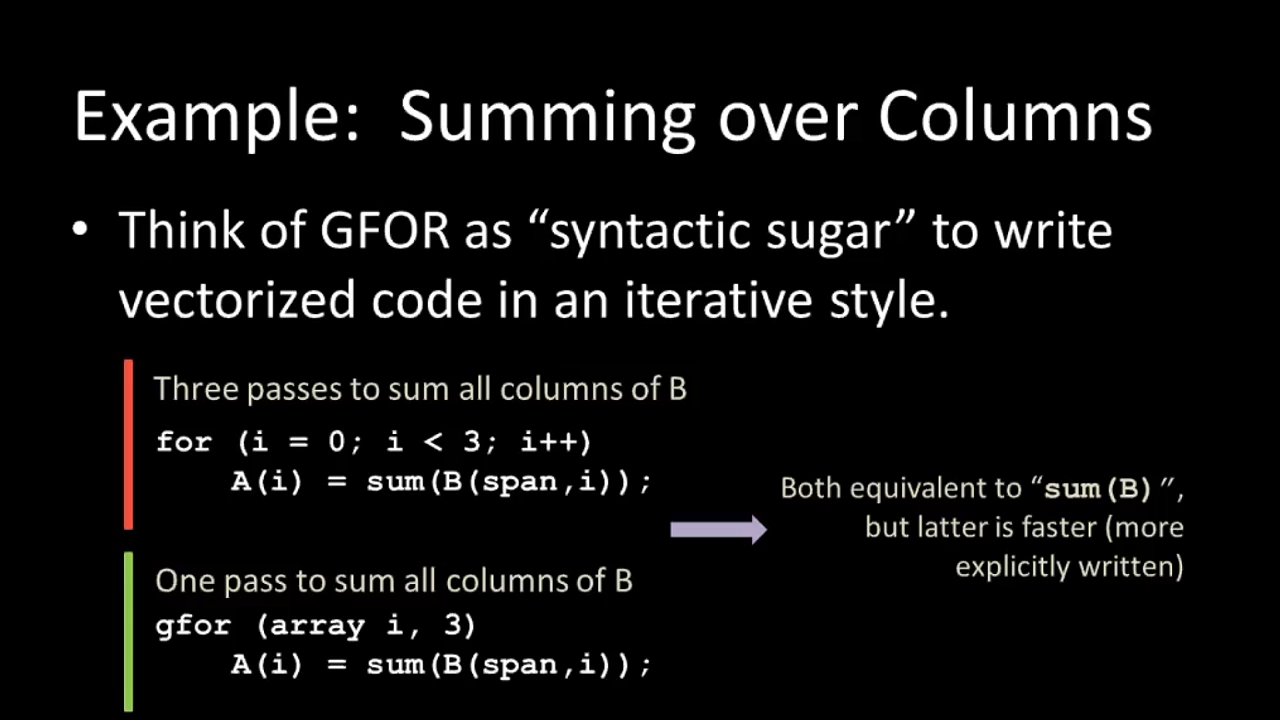 Example: Summing over Columns
• Think of GFOR as “syntactic sugar” to write
vectorized code in an iterative style.
Three passes to sum all columns of B
for (i = 0; i < 3; i++)
A(i) = sum(B(span,i));
Both equivalent to “sum(B)”,
but latter is faster (more
explicitly written)
One pass to sum all columns of B
gfor (array i, 3)
A(i) = sum(B(span,i));